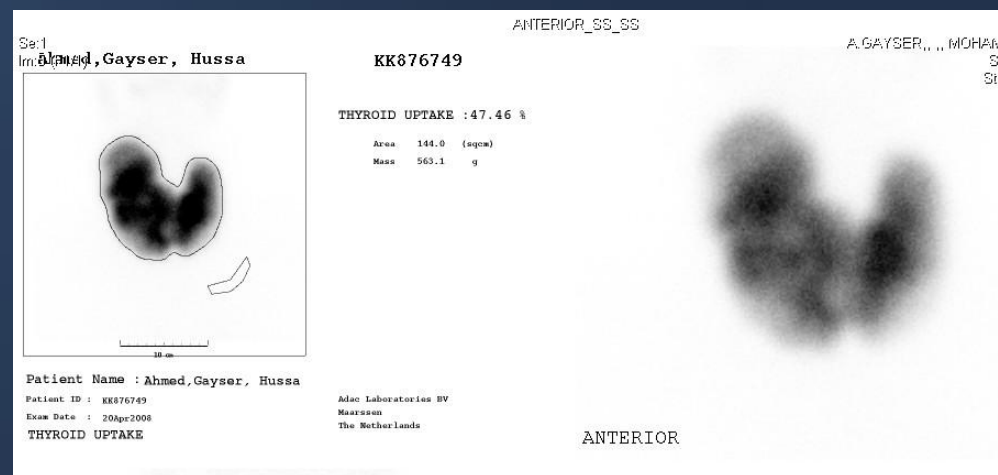 ANTERIOR_SS_SS
Se:1
Ahmed,Gayser, Hussa
KK876749
A.GAYSER,, ,, MOHAM
THYROID UPTAKE :47.46 %
Area 144.0 (sqcm)
Mass 563.1 g
10 cm
Patient Name : Ahmed,Gayser, Hussa
Patient ID : KK876749
Exam Date : 20Apr2008
THYROID UPTAKE
Adac Laboratories BV
Maarssen
The Netherlands
ANTERIOR